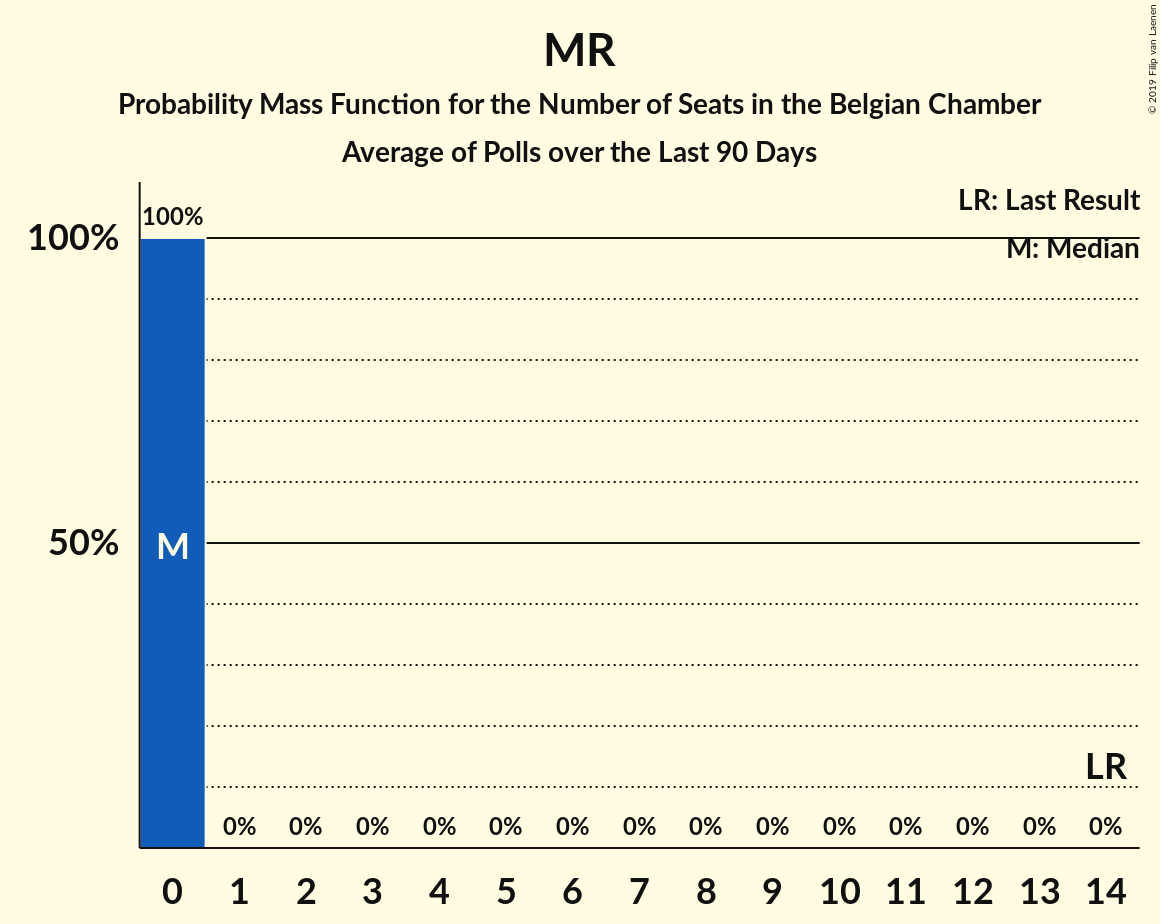 MR
Probability Mass Function for the Number of Seats in the Belgian Chamber
Average of Polls over the Last 90 Days
© 2019 Filip van Laenen
LR: Last Result
M: Median
100%
100%
50%
M
LR
0% 0% 0% 0% 0% 0% 0% 0% 0% 0% 0% 0% 0% 0%
0 1 2 3 4 5 6 7 8 9 10 11 12 13 14